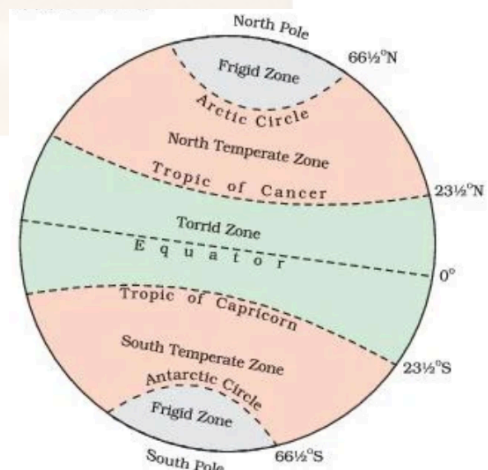 North Pole
66½°N
Frigid Zone
Arctic Circle
North Temperate Zone
Tropic of Cancer
23½°N
Torrid Zone
Equator
0°
Tropic of Capricorn
South Temperate Zone
23½°S
Antarctic Circle
Frigid Zone
66½°S
South Pole